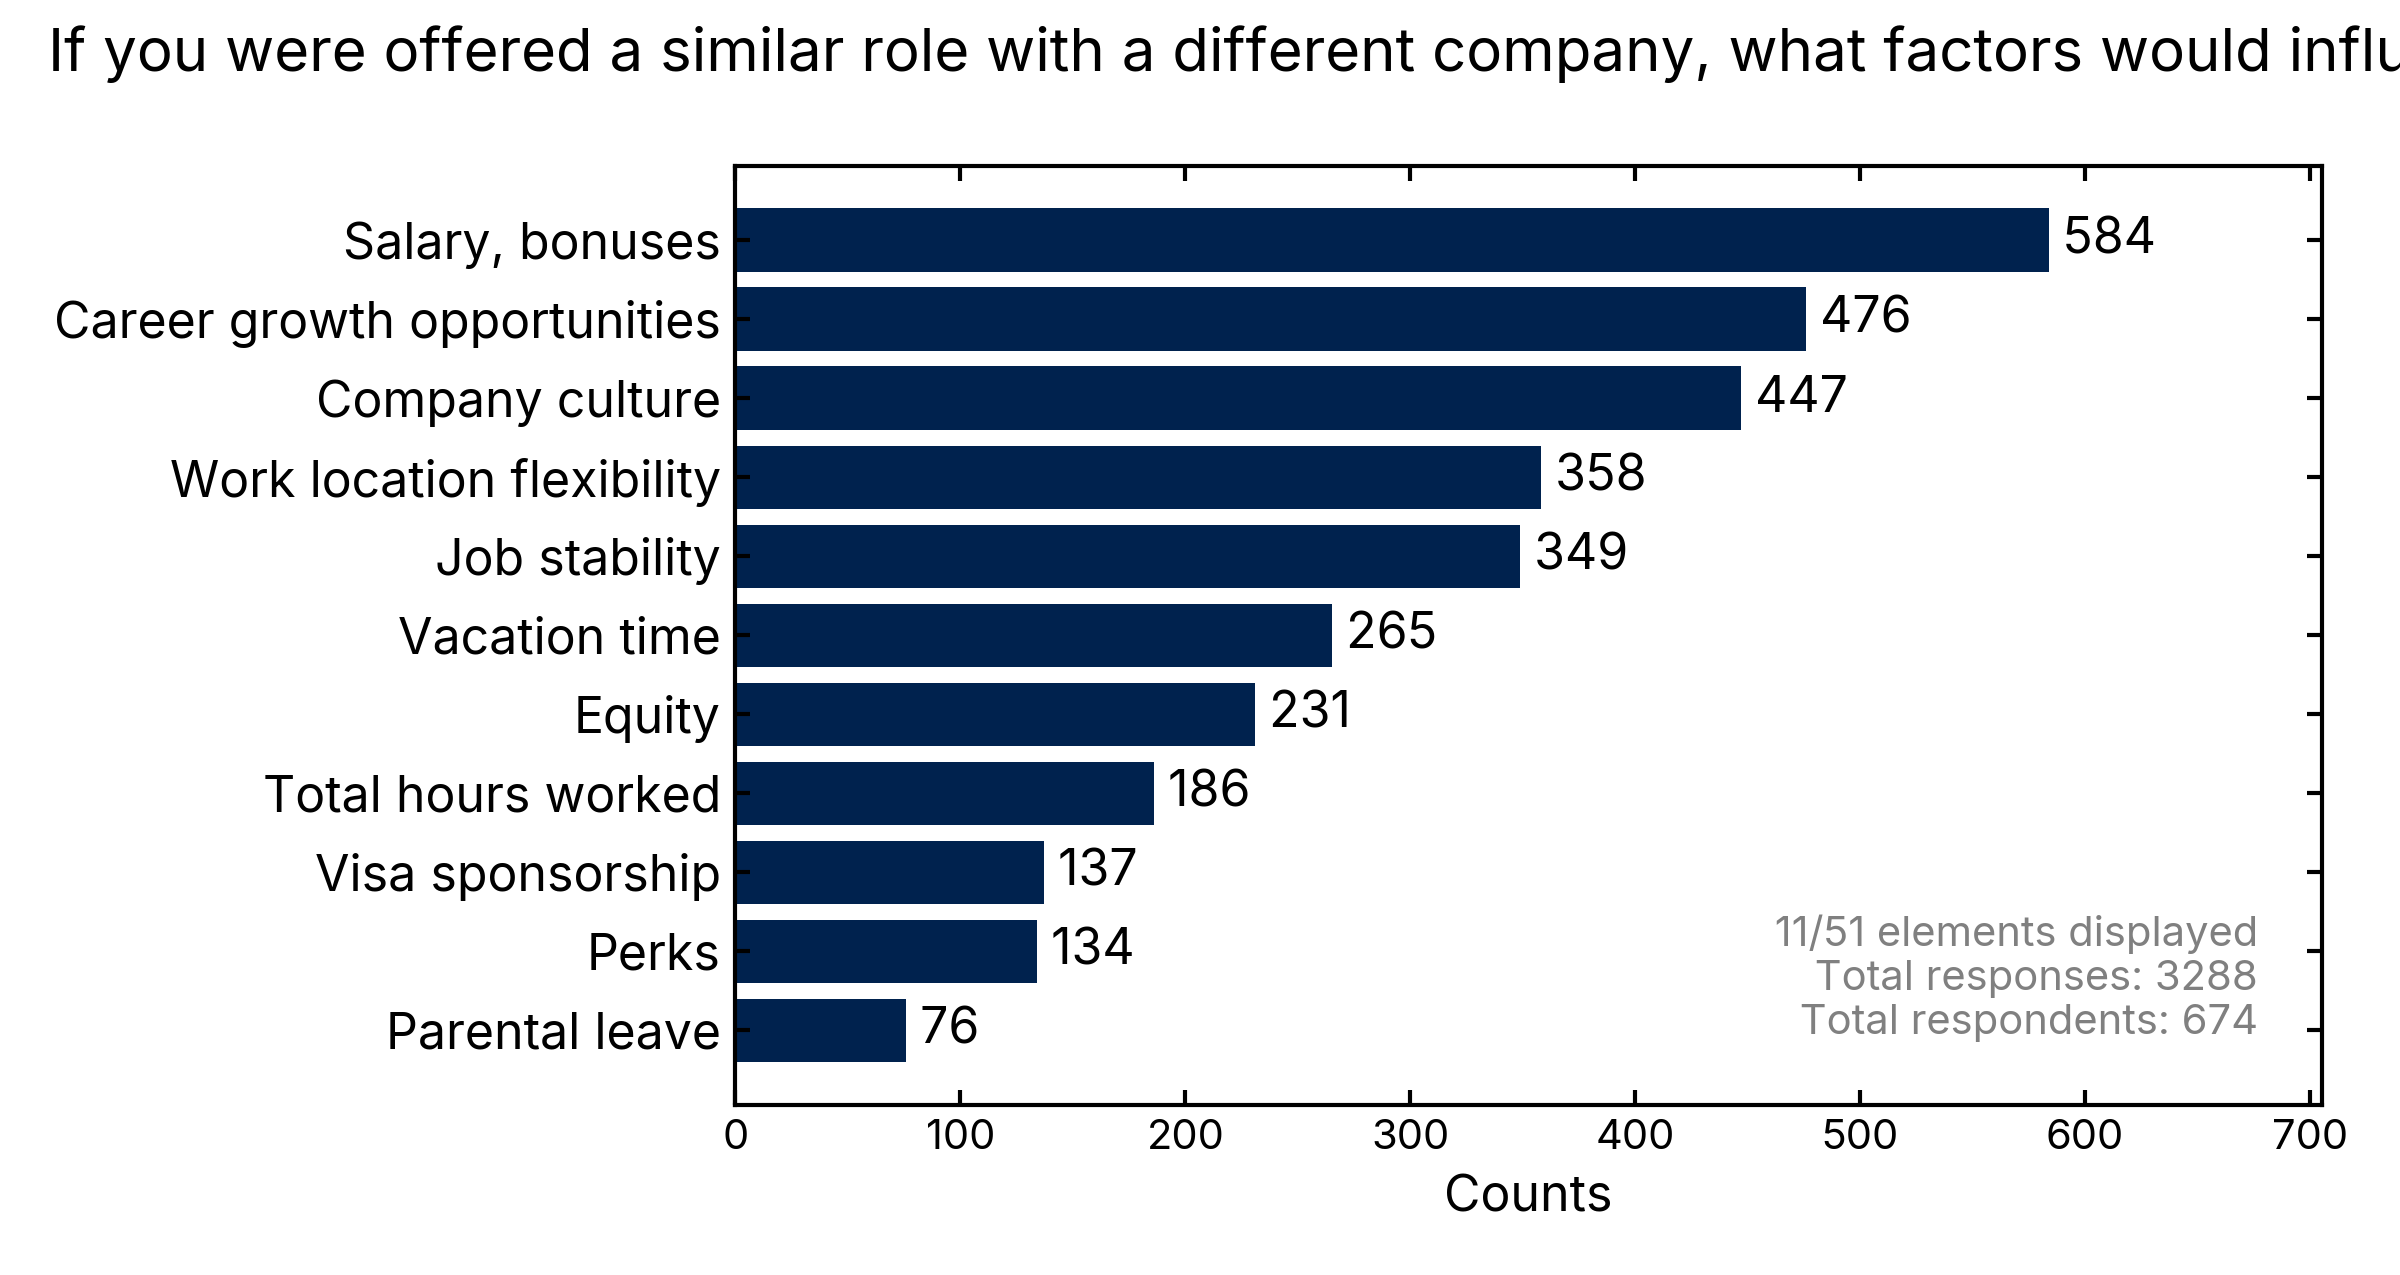 If you were offered a similar role with a different company, what factors would influ
Salary, bonuses 584
Career growth opportunities 476
Company culture 447
Work location flexibility 358
Job stability 349
Vacation time 265
Equity 231
Total hours worked 186
Visa sponsorship 137
Perks 134
Parental leave 76
11/51 elements displayed
Total responses: 3288
Total respondents: 674
0 100 200 300 400 500 600 700
Counts